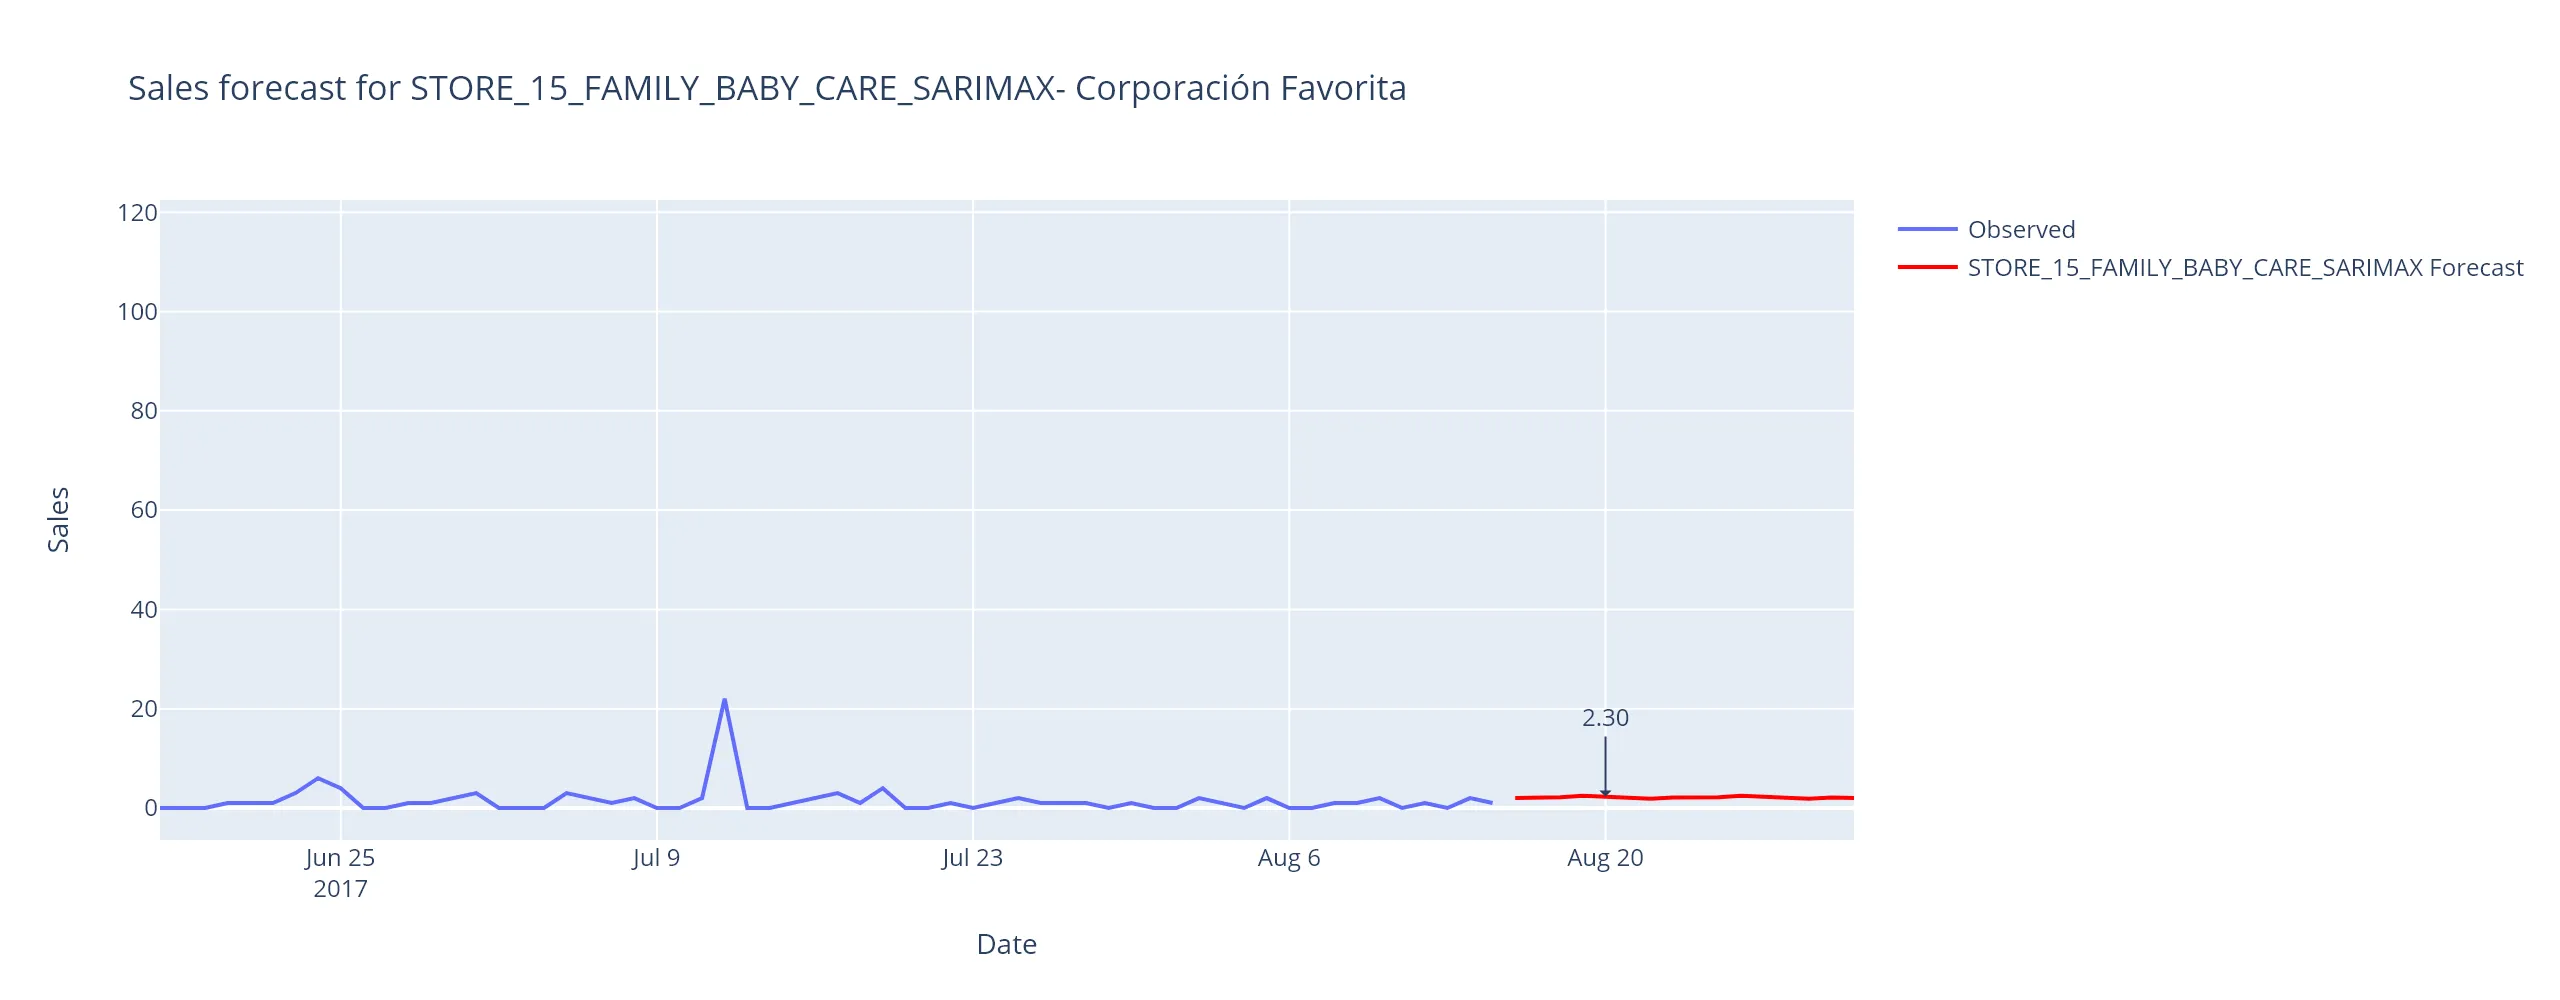 Sales forecast for STORE_15_FAMILY_BABY_CARE_SARIMAX- Corporación Favorita
Observed
STORE_15_FAMILY_BABY_CARE_SARIMAX Forecast
120
100
80
60
40
20
0
Sales
2.30
Jun 25
2017
Jul 9
Jul 23
Aug 6
Aug 20
Date